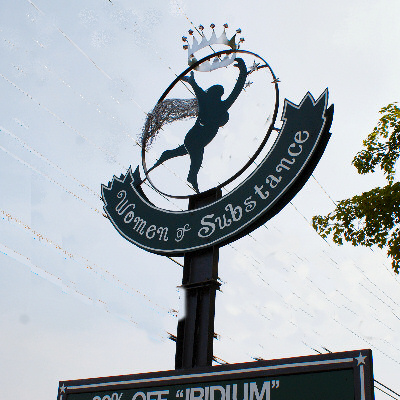 Women of Substance
OFF "IRIDIUM"